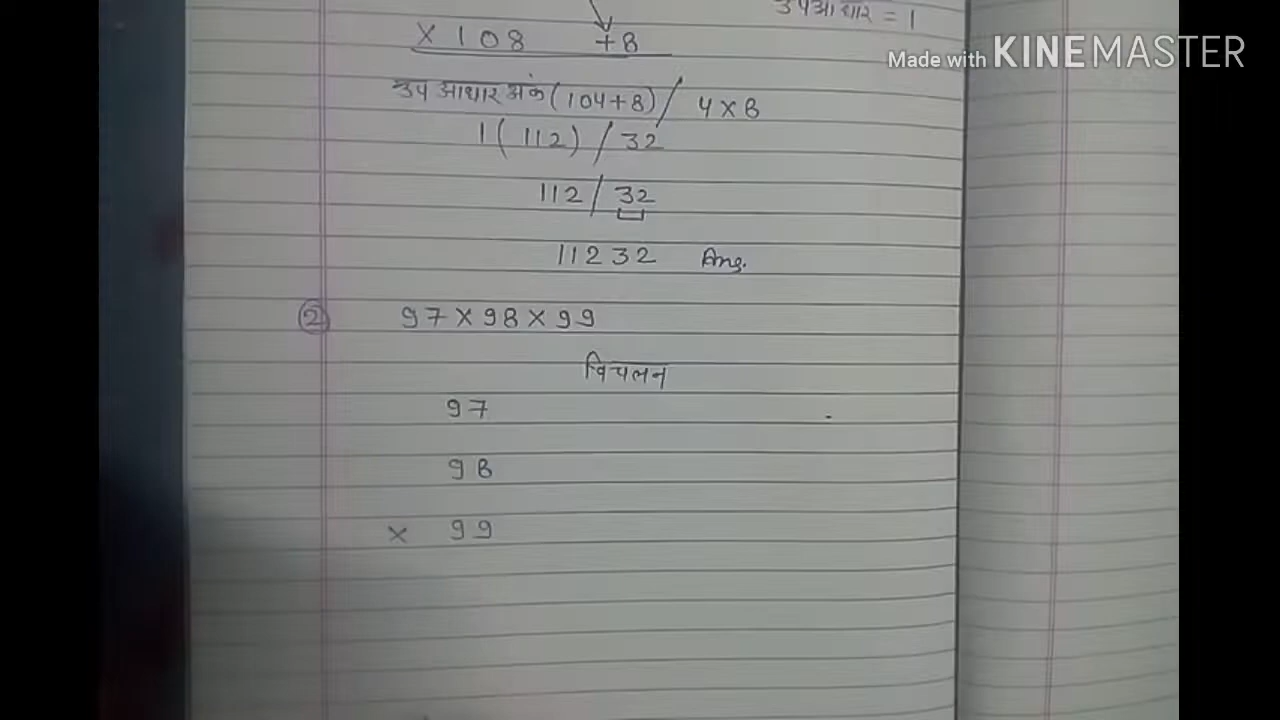 उपआधार = 1
Made with KINEMASTER
× 108 +8
उप आधार अंक (104+8) / 4×8
1(112) / 32
112 / 32
11232 Ans.
② 97×98×99
विचलन
97
98
× 99